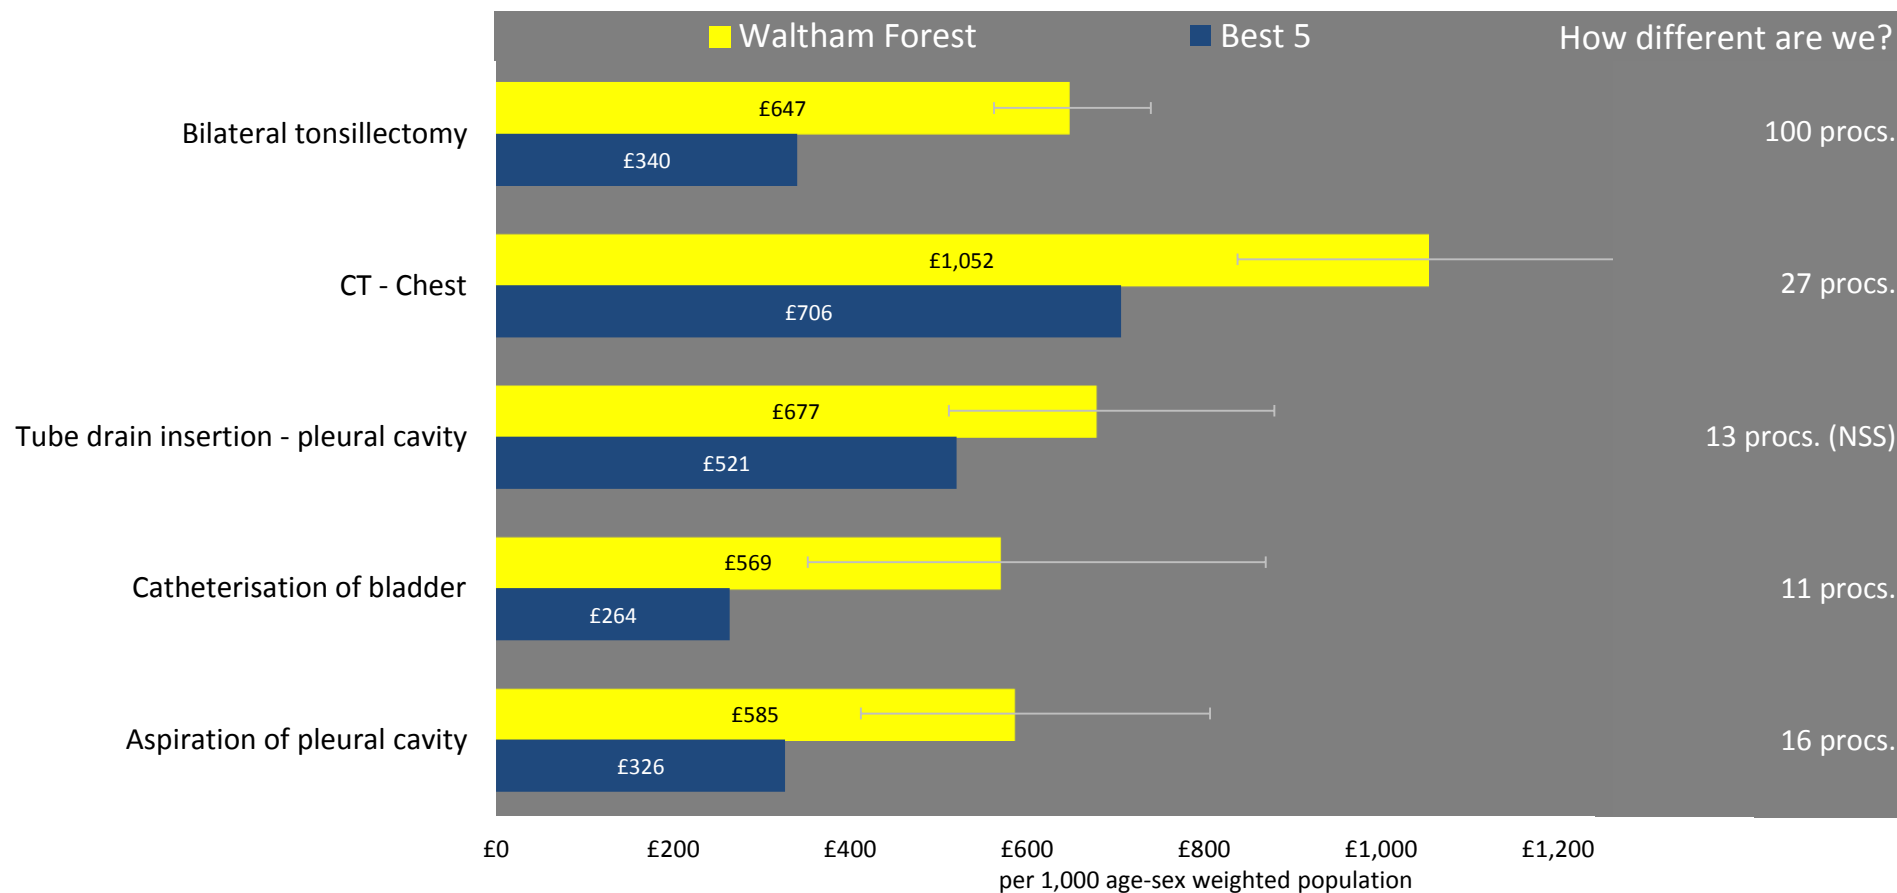 Waltham Forest Best 5 How different are we?
Bilateral tonsillectomy £647 £340 100 procs.
CT - Chest £1,052 £706 27 procs.
Tube drain insertion - pleural cavity £677 £521 13 procs. (NSS)
Catheterisation of bladder £569 £264 11 procs.
Aspiration of pleural cavity £585 £326 16 procs.
£0 £200 £400 £600 £800 £1,000 £1,200
per 1,000 age-sex weighted population